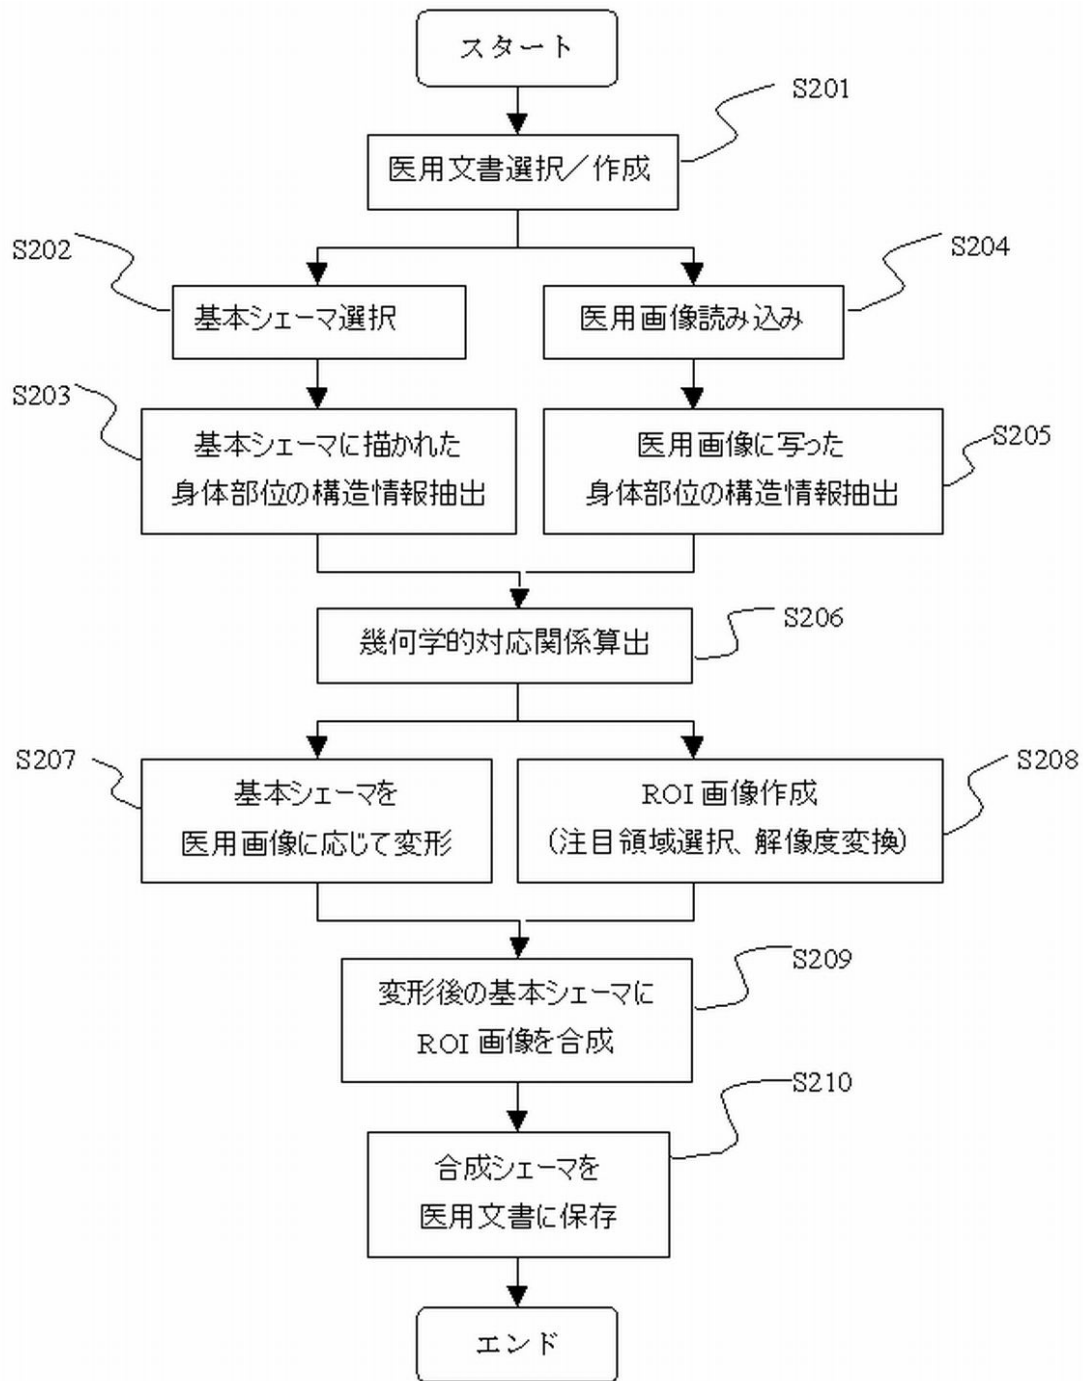 スタート
S201
医用文書選択／作成
S202
S204
基本シェーマ選択
医用画像読み込み
S203
基本シェーマに描かれた
身体部位の構造情報抽出
医用画像に写った
身体部位の構造情報抽出
S205
幾何学的対応関係算出
S206
S207
基本シェーマを
医用画像に応じて変形
ROI 画像作成
(注目領域選択、解像度変換)
S208
変形後の基本シェーマに
ROI 画像を合成
S209
合成シェーマを
医用文書に保存
S210
エンド